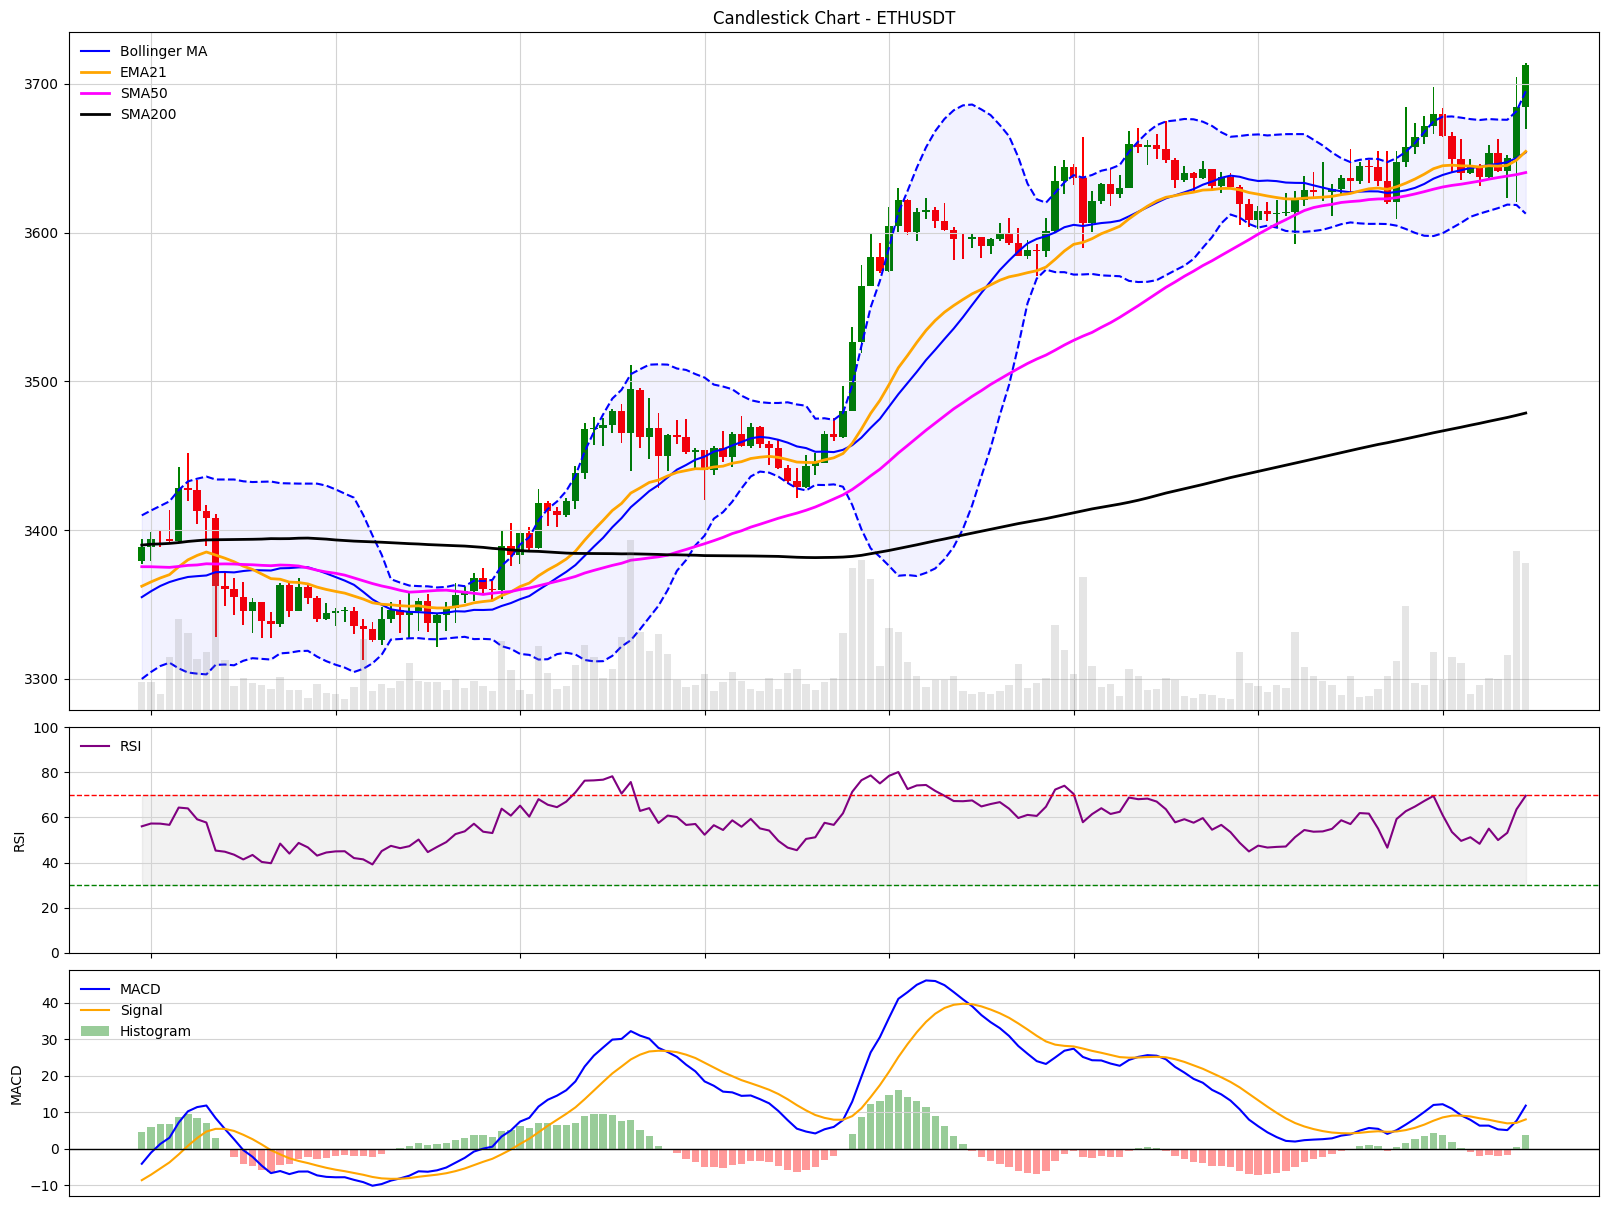 Candlestick Chart - ETHUSDT
Bollinger MA
EMA21
SMA50
SMA200
3700
3600
3500
3400
3300
RSI
100
80
60
40
20
0
RSI
MACD
Signal
Histogram
40
30
20
10
0
−10
MACD